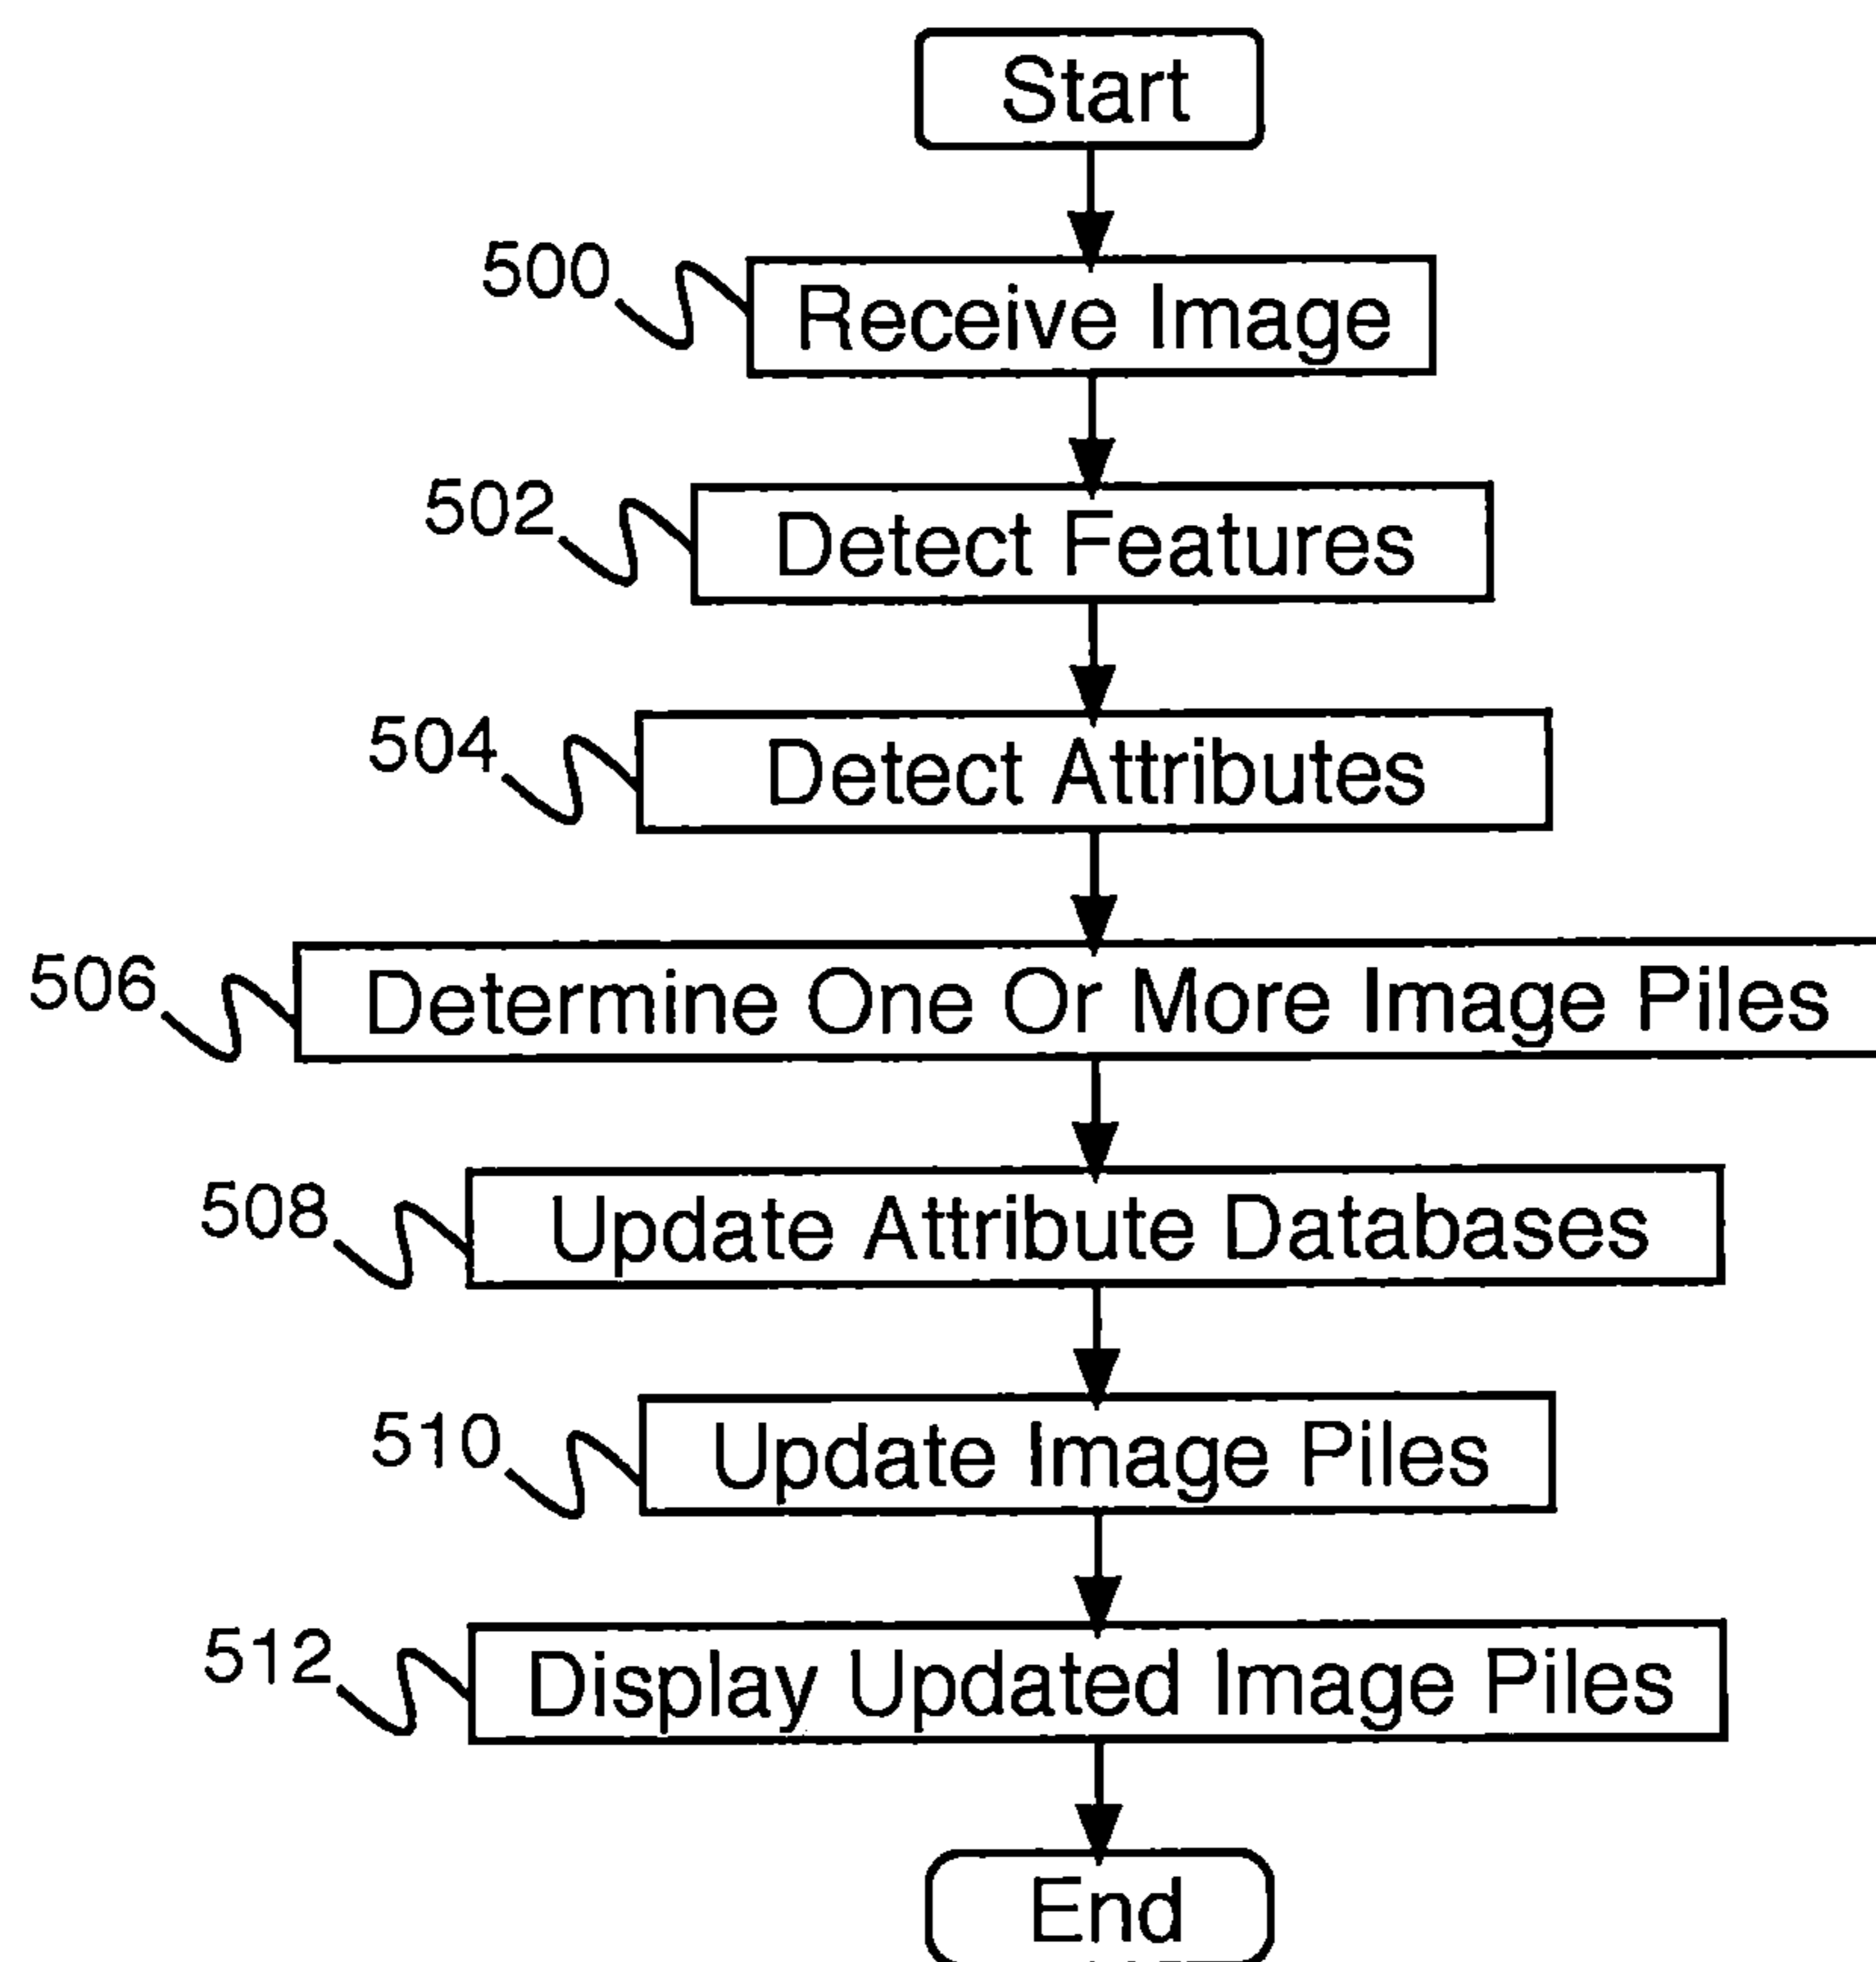 Start
500
Receive Image
502
Detect Features
504
Detect Attributes
506
Determine One Or More Image Piles
508
Update Attribute Databases
510
Update Image Piles
512
Display Updated Image Piles
End